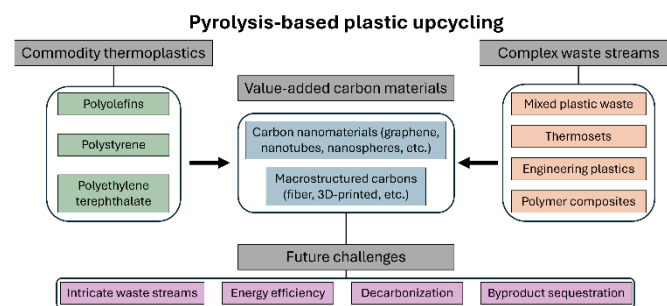 Pyrolysis-based plastic upcycling
Commodity thermoplastics
Polyolefins
Polystyrene
Polyethylene
terephthalate
Value-added carbon materials
Carbon nanomaterials (graphene,
nanotubes, nanospheres, etc.)
Macrostructured carbons
(fiber, 3D-printed, etc.)
Complex waste streams
Mixed plastic waste
Thermosets
Engineering plastics
Polymer composites
Future challenges
Intricate waste streams
Energy efficiency
Decarbonization
Byproduct sequestration